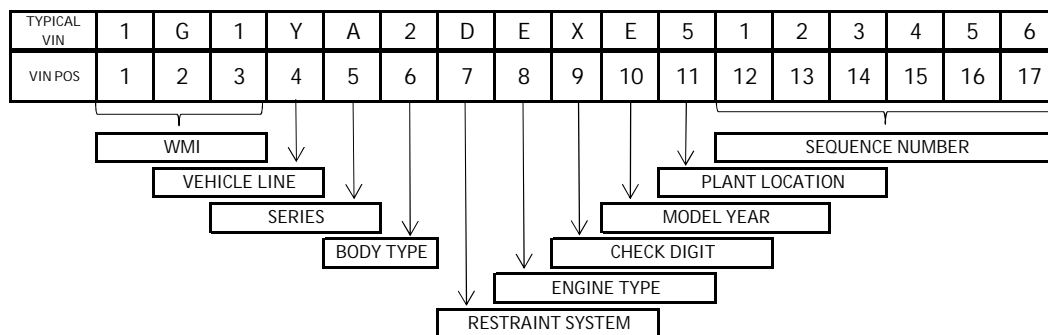 TYPICAL VIN 1 G 1 Y A 2 D E X E 5 1 2 3 4 5 6
VIN POS 1 2 3 4 5 6 7 8 9 10 11 12 13 14 15 16 17
WMI SEQUENCE NUMBER
VEHICLE LINE PLANT LOCATION
SERIES MODEL YEAR
BODY TYPE CHECK DIGIT
ENGINE TYPE
RESTRAINT SYSTEM